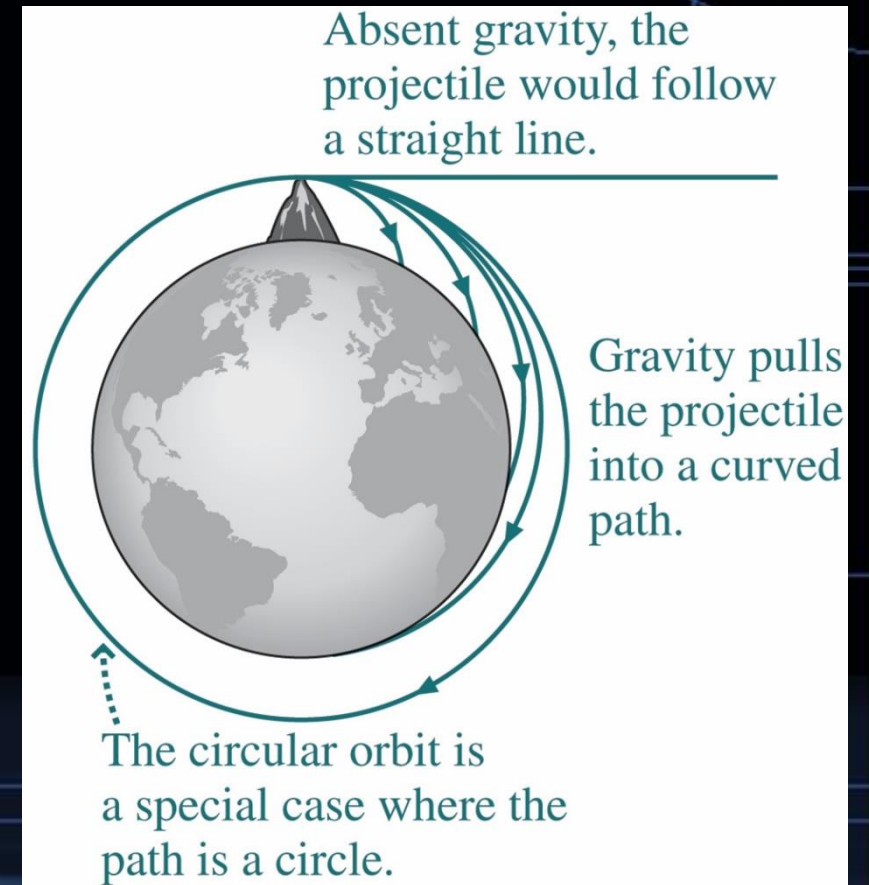 Absent gravity, the
projectile would follow
a straight line.
Gravity pulls
the projectile
into a curved
path.
The circular orbit is
a special case where the
path is a circle.